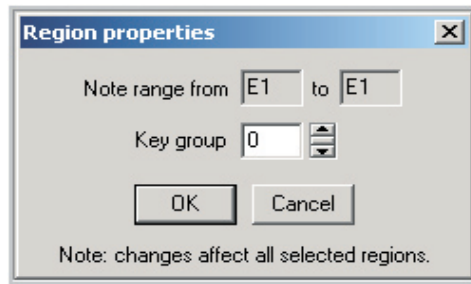 Region properties
Note range from E1 to E1
Key group 0
OK Cancel
Note: changes affect all selected regions.